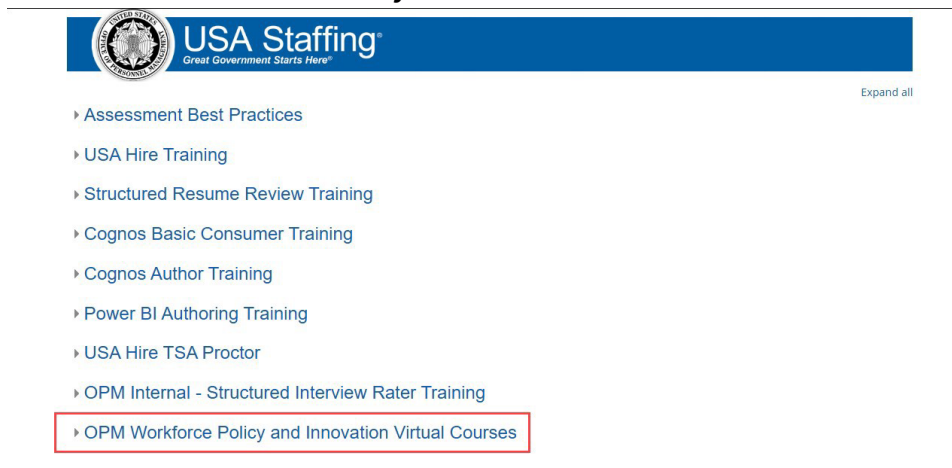 USA Staffing®
Great Government Starts Here®
Expand all
Assessment Best Practices
USA Hire Training
Structured Resume Review Training
Cognos Basic Consumer Training
Cognos Author Training
Power BI Authoring Training
USA Hire TSA Proctor
OPM Internal - Structured Interview Rater Training
OPM Workforce Policy and Innovation Virtual Courses